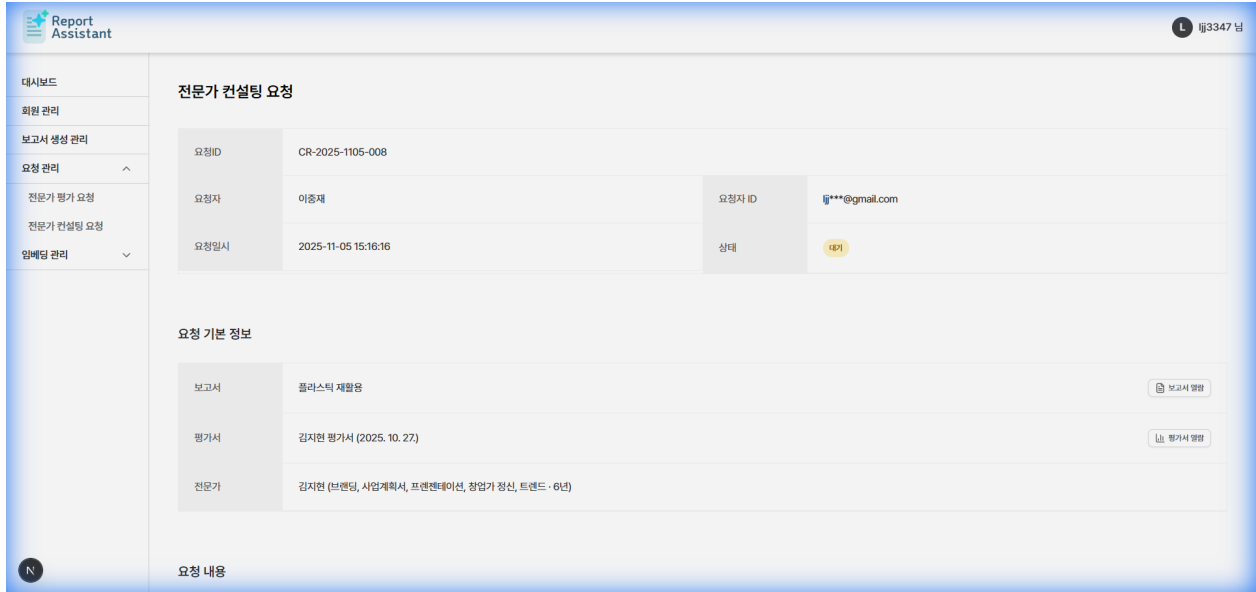 Report
Assistant
L ljj3347 님
대시보드
회원 관리
보고서 생성 관리
요청 관리
전문가 평가 요청
전문가 컨설팅 요청
임베딩 관리
N
전문가 컨설팅 요청
요청ID CR-2025-1105-008
요청자 이중재 요청자 ID ljj***@gmail.com
요청일시 2025-11-05 15:16:16 상태 대기
요청 기본 정보
보고서 플라스틱 재활용 보고서 열람
평가서 김지현 평가서 (2025. 10. 27.) 평가서 열람
전문가 김지현 (브랜딩, 사업계획서, 프렌젠테이션, 창업가 정신, 트렌드 · 6년)
요청 내용